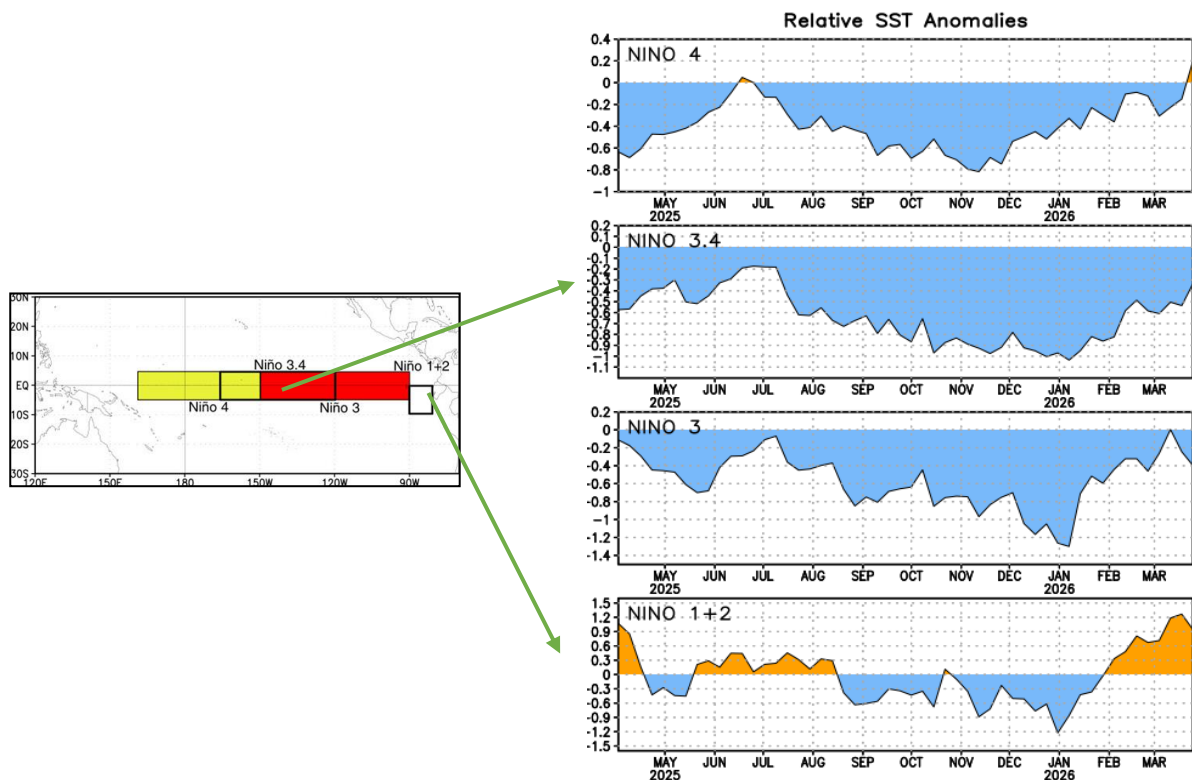 Relative SST Anomalies
NINO 4
0.4
0.2
0
-0.2
-0.4
-0.6
-0.8
-1
MAY JUN JUL AUG SEP OCT NOV DEC JAN FEB MAR
2025 2026
NINO 3.4
0.2
0.1
0
-0.1
-0.2
-0.3
-0.4
-0.5
-0.6
-0.7
-0.8
-0.9
-1
-1.1
MAY JUN JUL AUG SEP OCT NOV DEC JAN FEB MAR
2025 2026
NINO 3
0.2
0
-0.2
-0.4
-0.6
-0.8
-1
-1.2
-1.4
MAY JUN JUL AUG SEP OCT NOV DEC JAN FEB MAR
2025 2026
NINO 1+2
1.5
1.2
0.9
0.6
0.3
0
-0.3
-0.6
-0.9
-1.2
-1.5
MAY JUN JUL AUG SEP OCT NOV DEC JAN FEB MAR
2025 2026
30N
20N
10N
EQ
10S
20S
30S
Niño 3.4
Niño 1+2
Niño 4
Niño 3
120E 150E 180 150W 120W 90W